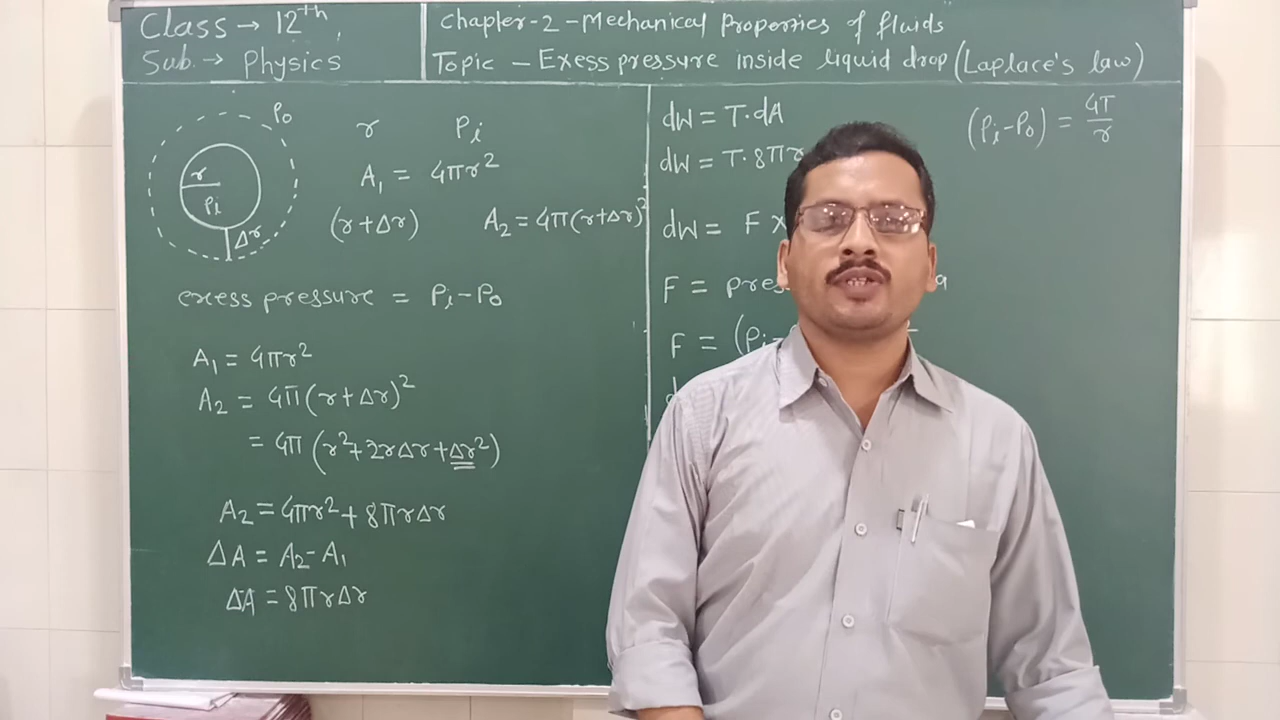 Class → 12th,
Sub. → Physics
Chapter-2 - Mechanical Properties of fluids
Topic - Exess pressure inside liquid drop (Laplace's law)
P₀
r
Pᵢ
Δr
r Pᵢ
A₁ = 4πr²
(r+Δr) A₂ = 4π(r+Δr)²
exess pressure = Pᵢ-P₀
A₁ = 4πr²
A₂ = 4π(r+Δr)²
= 4π(r²+2rΔr+Δr²)
A₂ = 4πr²+8πrΔr
ΔA = A₂-A₁
ΔA = 8πrΔr
dW = T·dA
dW = T·8πr
dW = F ×
F = pres
F = (Pᵢ-
(Pᵢ-P₀) = 4T/r